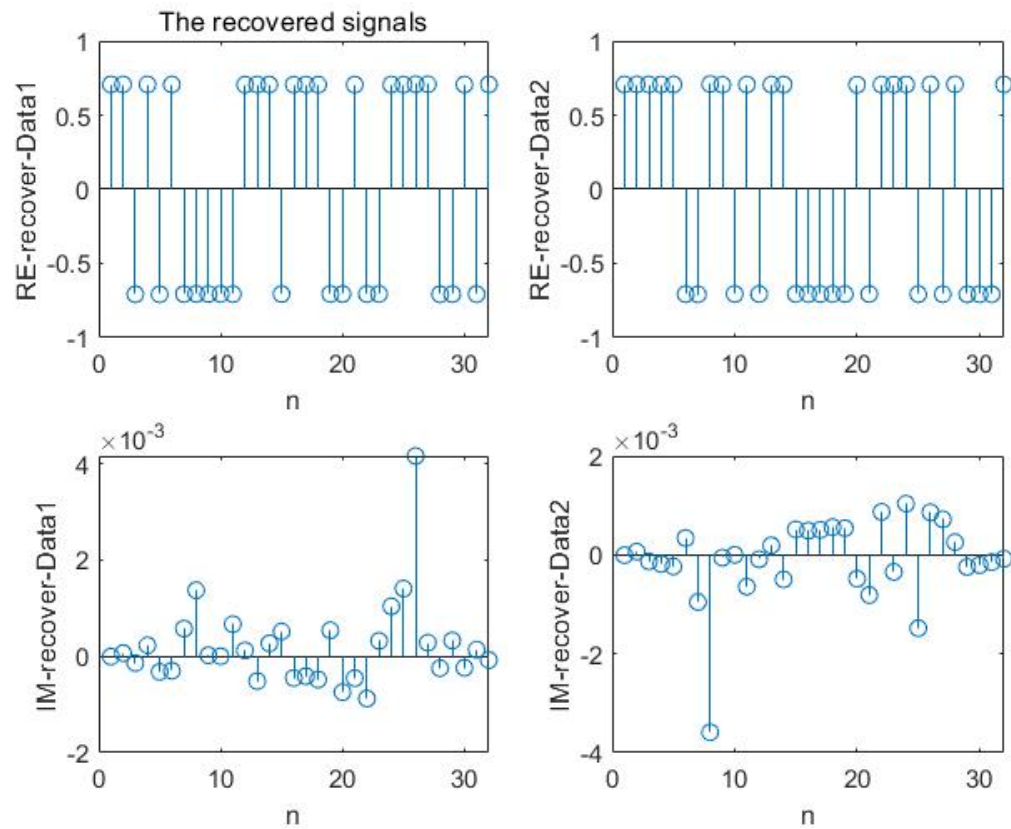 The recovered signals
RE-recover-Data1
1
0.5
0
-0.5
-1
0 10 20 30
n
RE-recover-Data2
1
0.5
0
-0.5
-1
0 10 20 30
n
×10-3
IM-recover-Data1
4
2
0
-2
0 10 20 30
n
×10-3
IM-recover-Data2
2
0
-2
-4
0 10 20 30
n